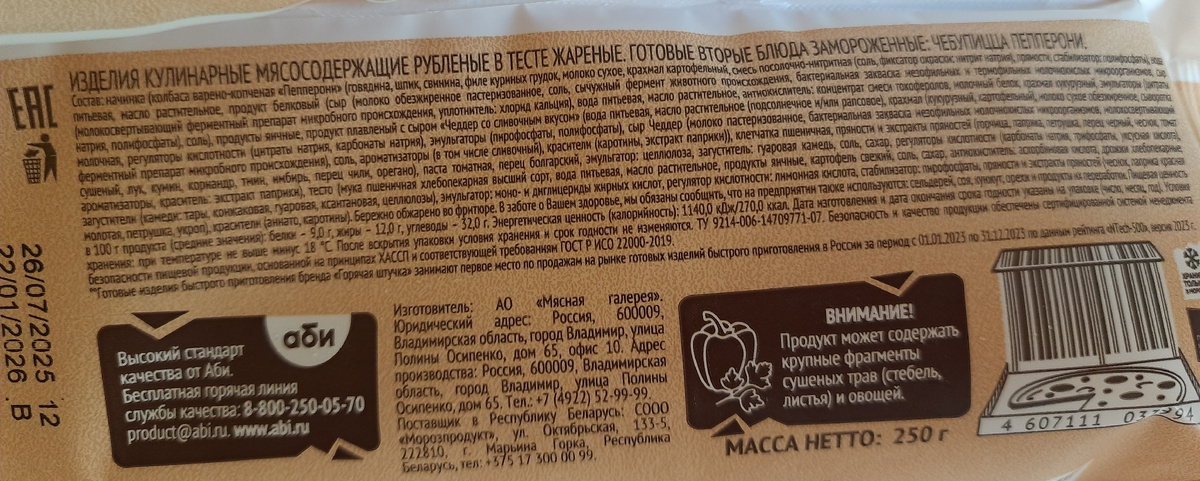 ИЗДЕЛИЯ КУЛИНАРНЫЕ МЯСОСОДЕРЖАЩИЕ РУБЛЕНЫЕ В ТЕСТЕ ЖАРЕНЫЕ. ГОТОВЫЕ ВТОРЫЕ БЛЮДА ЗАМОРОЖЕННЫЕ: ЧЕБУПИЦЦА ПЕППЕРОНИ.
Состав: начинка (колбаса варено-копченая «Пепперони» (говядина, шпик, свинина, филе куриных грудок, молоко сухое, крахмал картофельный, смесь посолочно-нитритная (соль, фиксатор окраски: нитрит натрия), пряности, стабилизатор: полифосфаты), вода
питьевая, масло растительное, продукт белковый (сыр (молоко обезжиренное пастеризованное, соль, сычужный фермент животного происхождения, бактериальная закваска мезофильных и термофильных молочнокислых микроорганизмов), сыр
(молокосвертывающий ферментный препарат микробного происхождения, уплотнитель: хлорид кальция), вода питьевая, масло растительное, антиокислитель: концентрат смеси токоферолов, молочный белок, крахмал кукурузный, эмульгаторы (цитраты
натрия, полифосфаты), соль), продукты яичные, продукт плавленый с сыром «Чеддер со сливочным вкусом» (вода питьевая, масло растительное (подсолнечное и/или рапсовое), крахмал (кукурузный, картофельный), молоко сухое обезжиренное, сыворотка
молочная, регуляторы кислотности (цитраты натрия, карбонаты натрия), эмульгаторы (пирофосфаты, полифосфаты), сыр Чеддер (молоко пастеризованное, бактериальная закваска мезофильных молочнокислых микроорганизмов, молокосвертывающий
ферментный препарат микробного происхождения), соль, ароматизаторы (в том числе сливочный), красители (каротины, экстракт паприки)), клетчатка пшеничная, пряности и экстракты пряностей (горчица, паприка, петрушка, перец черный, чеснок, томат
сушеный, лук, кумин, кориандр, тмин, имбирь, перец чили, орегано), паста томатная, перец болгарский, эмульгатор: целлюлоза, загуститель: гуаровая камедь, соль, сахар, регуляторы кислотности (карбонаты натрия, трифосфаты, уксусная кислота),
ароматизаторы, краситель: экстракт паприки), тесто (мука пшеничная хлебопекарная высший сорт, вода питьевая, масло растительное, продукты яичные, картофель свежий, соль, сахар, антиокислитель: аскорбиновая кислота, дрожжи хлебопекарные,
загустители (камеди: тары, конжаковая, гуаровая, ксантановая, целлюлозы), эмульгатор: моно- и диглицериды жирных кислот, регулятор кислотности: лимонная кислота, стабилизатор: пирофосфаты, пряности и экстракты пряностей (чеснок, паприка красная
молотая, петрушка, укроп), красители (аннато, каротины). Бережно обжарено во фритюре. В заботе о Вашем здоровье, мы обязаны сообщить, что на предприятии также используются: сельдерей, соя, кунжут, орехи и продукты их переработки. Пищевая ценность
в 100 г продукта (средние значения): белки – 9,0 г, жиры – 12,0 г, углеводы – 32,0 г. Энергетическая ценность (калорийность): 1140,0 кДж/270,0 ккал. Дата изготовления и дата окончания срока годности указаны на упаковке (число, месяц, год). Условия
хранения: при температуре не выше минус 18 °С. После вскрытия упаковки условия хранения и срок годности не изменяются. ТУ 9214-006-14709771-07. Безопасность и качество продукции обеспечены сертифицированной системой менеджмента
безопасности пищевой продукции, основанной на принципах ХАССП и соответствующей требованиям ГОСТ Р ИСО 22000-2019.
**Готовые изделия быстрого приготовления бренда «Горячая штучка» занимают первое место по продажам на рынке готовых изделий быстрого приготовления в России за период с 01.01.2023 по 31.12.2023 по данным рейтинга «NTech-500», версия 2023 г.
EAC
26/07/2025 12
22/01/2026 В
аби
Высокий стандарт
качества от Аби.
Бесплатная горячая линия
службы качества: 8-800-250-05-70
product@abi.ru. www.abi.ru
Изготовитель: АО «Мясная галерея».
Юридический адрес: Россия, 600009,
Владимирская область, город Владимир, улица
Полины Осипенко, дом 65, офис 10. Адрес
производства: Россия, 600009, Владимирская
область, город Владимир, улица Полины
Осипенко, дом 65. Тел.: +7 (4922) 52-99-99.
Поставщик в Республику Беларусь: СООО
«Морозпродукт», ул. Октябрьская, 133-5,
222810, г. Марьина Горка, Республика
Беларусь, тел: +375 17 300 00 99.
ВНИМАНИЕ!
Продукт может содержать
крупные фрагменты
сушеных трав (стебель,
листья) и овощей.
МАССА НЕТТО: 250 г
4 607111 03 94